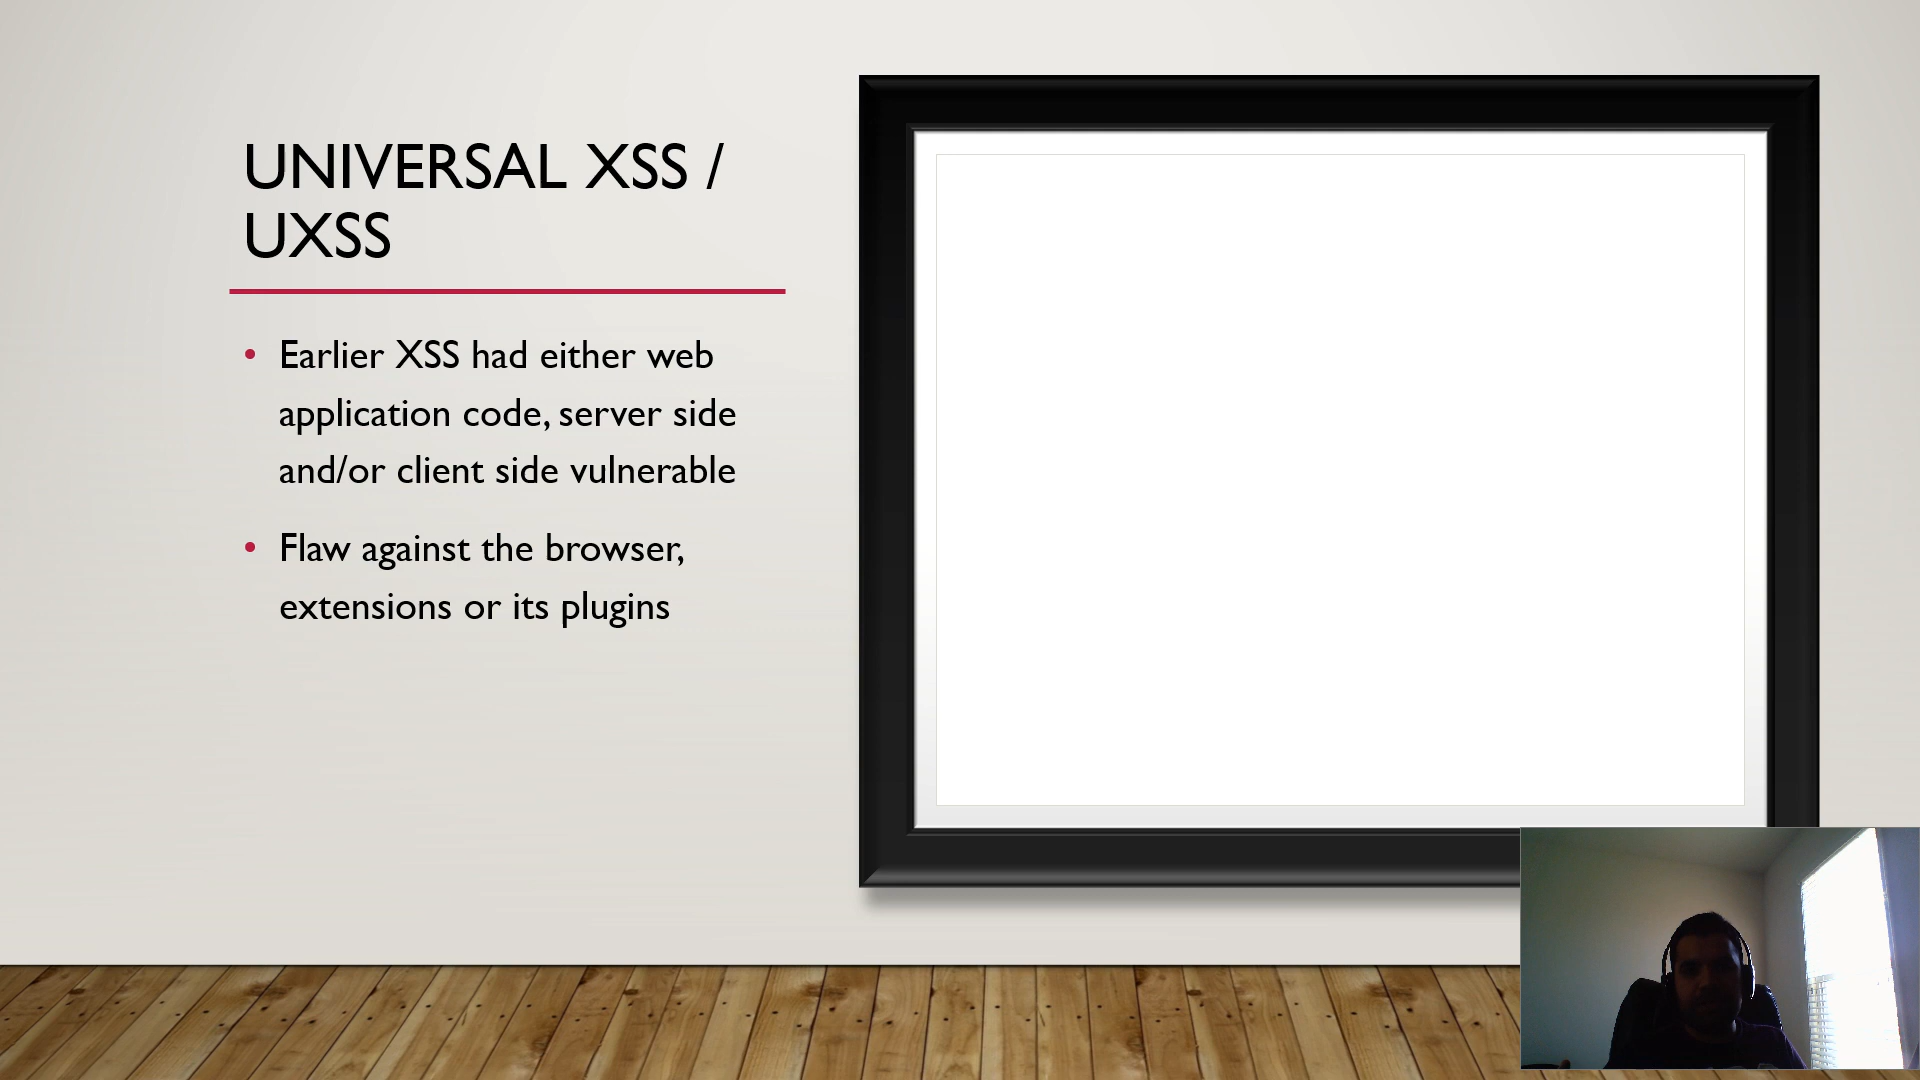 UNIVERSAL XSS /
UXSS
• Earlier XSS had either web
application code, server side
and/or client side vulnerable
• Flaw against the browser,
extensions or its plugins